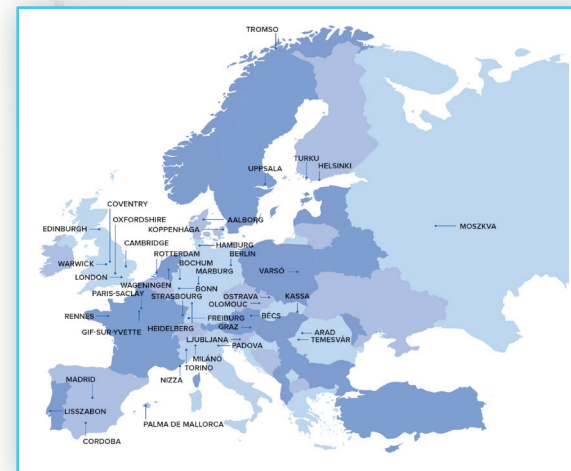 TROMSO
TURKU
HELSINKI
UPPSALA
COVENTRY
OXFORDSHIRE
AALBORG
EDINBURGH
KOPPENHÁGA
MOSZKVA
CAMBRIDGE
HAMBURG
ROTTERDAM
BERLIN
WARWICK
BOCHUM
VARSÓ
MARBURG
LONDON
WAGENINGEN
BONN
PARIS-SACLAY
STRASBOURG
OSTRAVA
KASSA
OLOMOUC
RENNES
FREIBURG
BÉCS
GIF-SUR-YVETTE
HEIDELBERG
GRAZ
ARAD
LJUBLJANA
TEMESVÁR
PADOVA
MILÁNÓ
TORINO
MADRID
NIZZA
LISSZABON
PALMA DE MALLORCA
CORDOBA